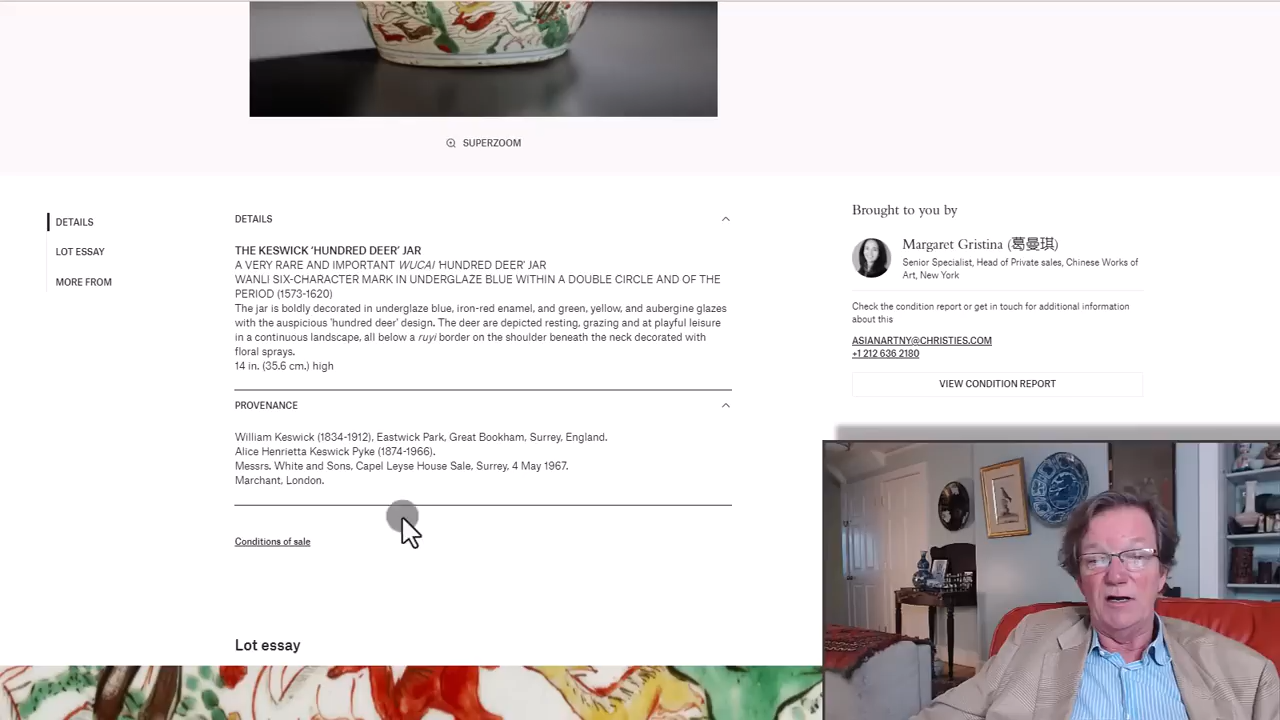 SUPERZOOM
DETAILS
LOT ESSAY
MORE FROM
DETAILS
THE KESWICK ‘HUNDRED DEER’ JAR
A VERY RARE AND IMPORTANT WUCAI ‘HUNDRED DEER’ JAR
WANLI SIX-CHARACTER MARK IN UNDERGLAZE BLUE WITHIN A DOUBLE CIRCLE AND OF THE
PERIOD (1573-1620)
The jar is boldly decorated in underglaze blue, iron-red enamel, and green, yellow, and aubergine glazes
with the auspicious 'hundred deer' design. The deer are depicted resting, grazing and at playful leisure
in a continuous landscape, all below a ruyi border on the shoulder beneath the neck decorated with
floral sprays.
14 in. (35.6 cm.) high
PROVENANCE
William Keswick (1834-1912), Eastwick Park, Great Bookham, Surrey, England.
Alice Henrietta Keswick Pyke (1874-1966).
Messrs. White and Sons, Capel Leyse House Sale, Surrey, 4 May 1967.
Marchant, London.
Conditions of sale
Lot essay
Brought to you by
Margaret Gristina (葛曼琪)
Senior Specialist, Head of Private sales, Chinese Works of
Art, New York
Check the condition report or get in touch for additional information
about this
ASIANARTNY@CHRISTIES.COM
+1 212 636 2180
VIEW CONDITION REPORT